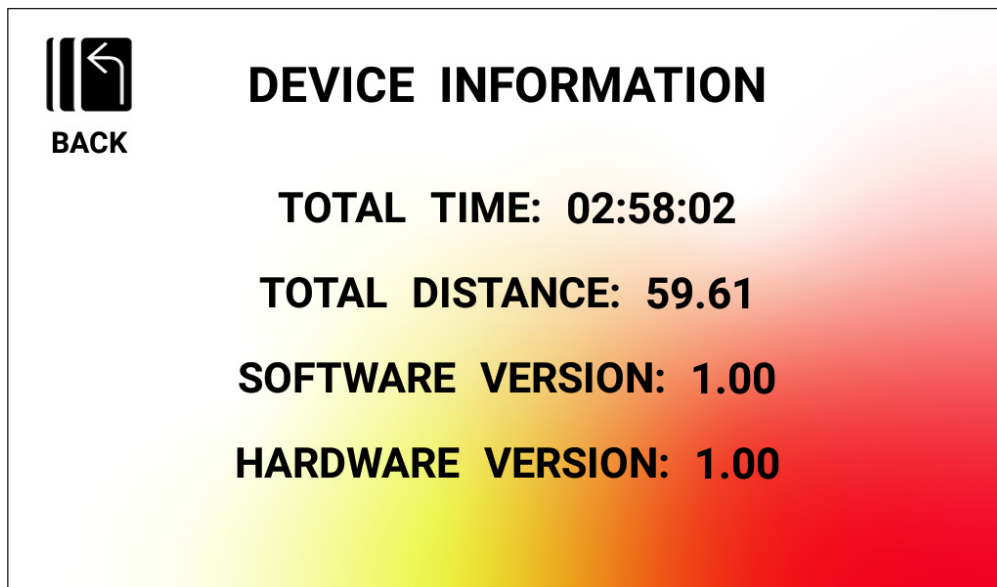 DEVICE INFORMATION
BACK
TOTAL TIME: 02:58:02
TOTAL DISTANCE: 59.61
SOFTWARE VERSION: 1.00
HARDWARE VERSION: 1.00